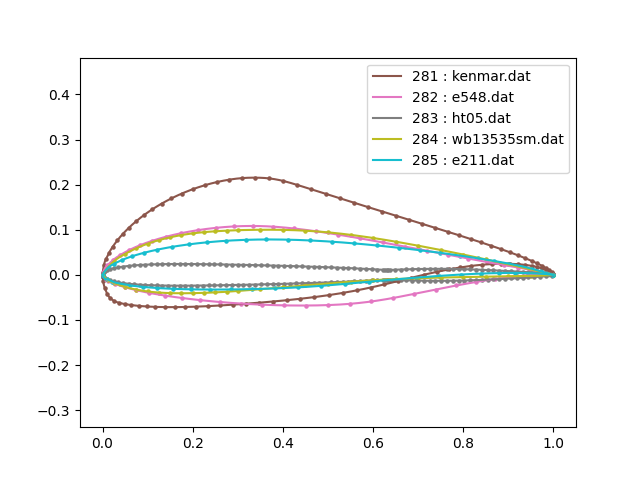 281 : kenmar.dat
282 : e548.dat
283 : ht05.dat
284 : wb13535sm.dat
285 : e211.dat
0.4
0.3
0.2
0.1
0.0
−0.1
−0.2
−0.3
0.0 0.2 0.4 0.6 0.8 1.0